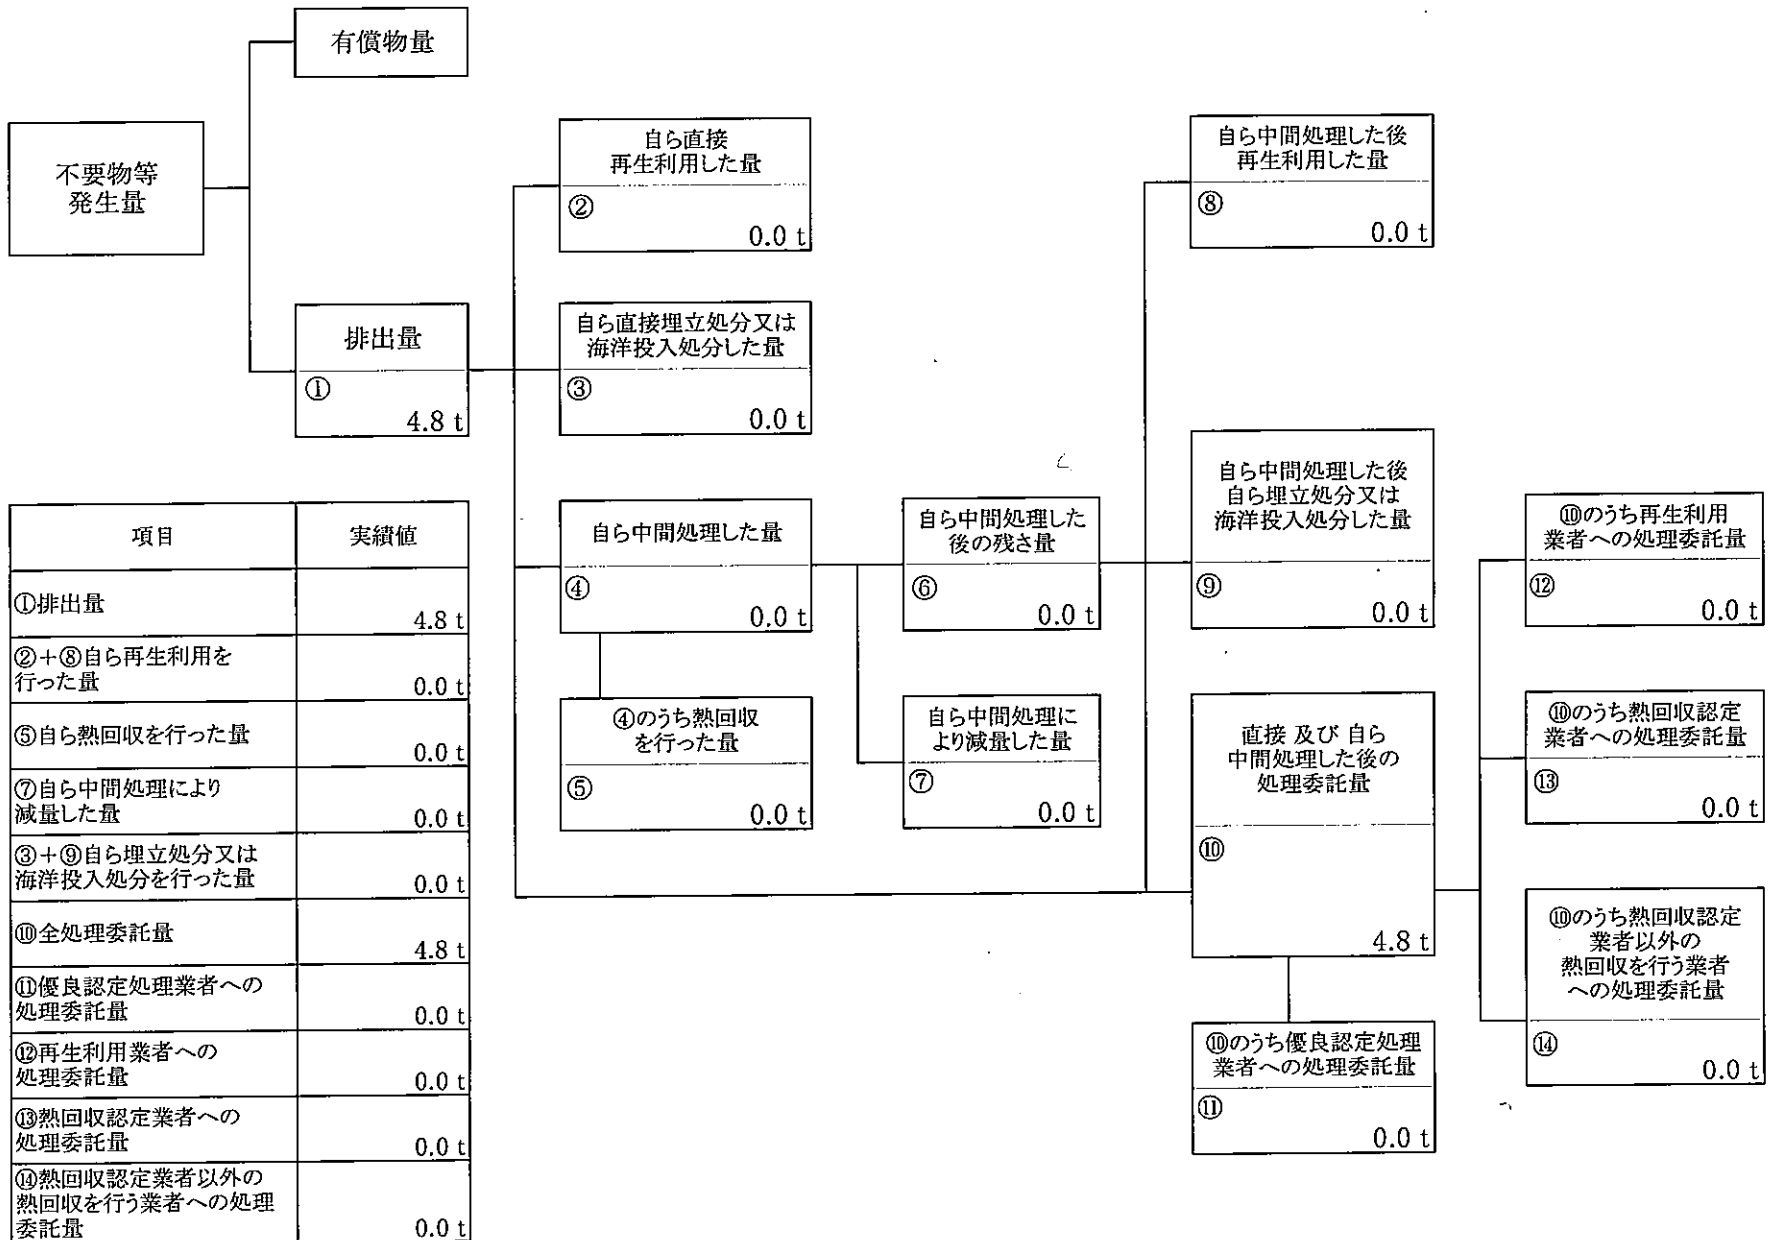 有償物量
不要物等
発生量
排出量
①
4.8 t
自ら直接
再生利用した量
②
0.0 t
自ら直接埋立処分又は
海洋投入処分した量
③
0.0 t
自ら中間処理した量
④
0.0 t
④のうち熱回収
を行った量
⑤
0.0 t
自ら中間処理した
後の残さ量
⑥
0.0 t
自ら中間処理に
より減量した量
⑦
0.0 t
自ら中間処理した後
再生利用した量
⑧
0.0 t
自ら中間処理した後
自ら埋立処分又は
海洋投入処分した量
⑨
0.0 t
直接 及び 自ら
中間処理した後の
処理委託量
⑩
4.8 t
⑩のうち優良認定処理
業者への処理委託量
⑪
0.0 t
⑩のうち再生利用
業者への処理委託量
⑫
0.0 t
⑩のうち熱回収認定
業者への処理委託量
⑬
0.0 t
⑩のうち熱回収認定
業者以外の
熱回収を行う業者
への処理委託量
⑭
0.0 t
項目 実績値
①排出量
4.8 t
②+⑧自ら再生利用を
行った量
0.0 t
⑤自ら熱回収を行った量
0.0 t
⑦自ら中間処理により
減量した量
0.0 t
③+⑨自ら埋立処分又は
海洋投入処分を行った量
0.0 t
⑩全処理委託量
4.8 t
⑪優良認定処理業者への
処理委託量
0.0 t
⑫再生利用業者への
処理委託量
0.0 t
⑬熱回収認定業者への
処理委託量
0.0 t
⑭熱回収認定業者以外の
熱回収を行う業者への処理
委託量
0.0 t